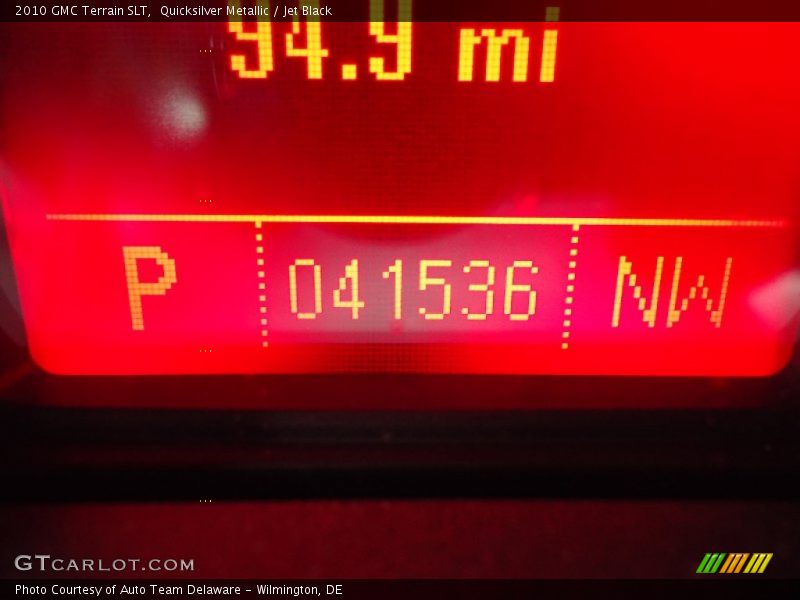 2010 GMC Terrain SLT,  Quicksilver Metallic / Jet Black
94.9 mi
P 041536 NW
GTCARLOT.COM
Photo Courtesy of Auto Team Delaware - Wilmington, DE